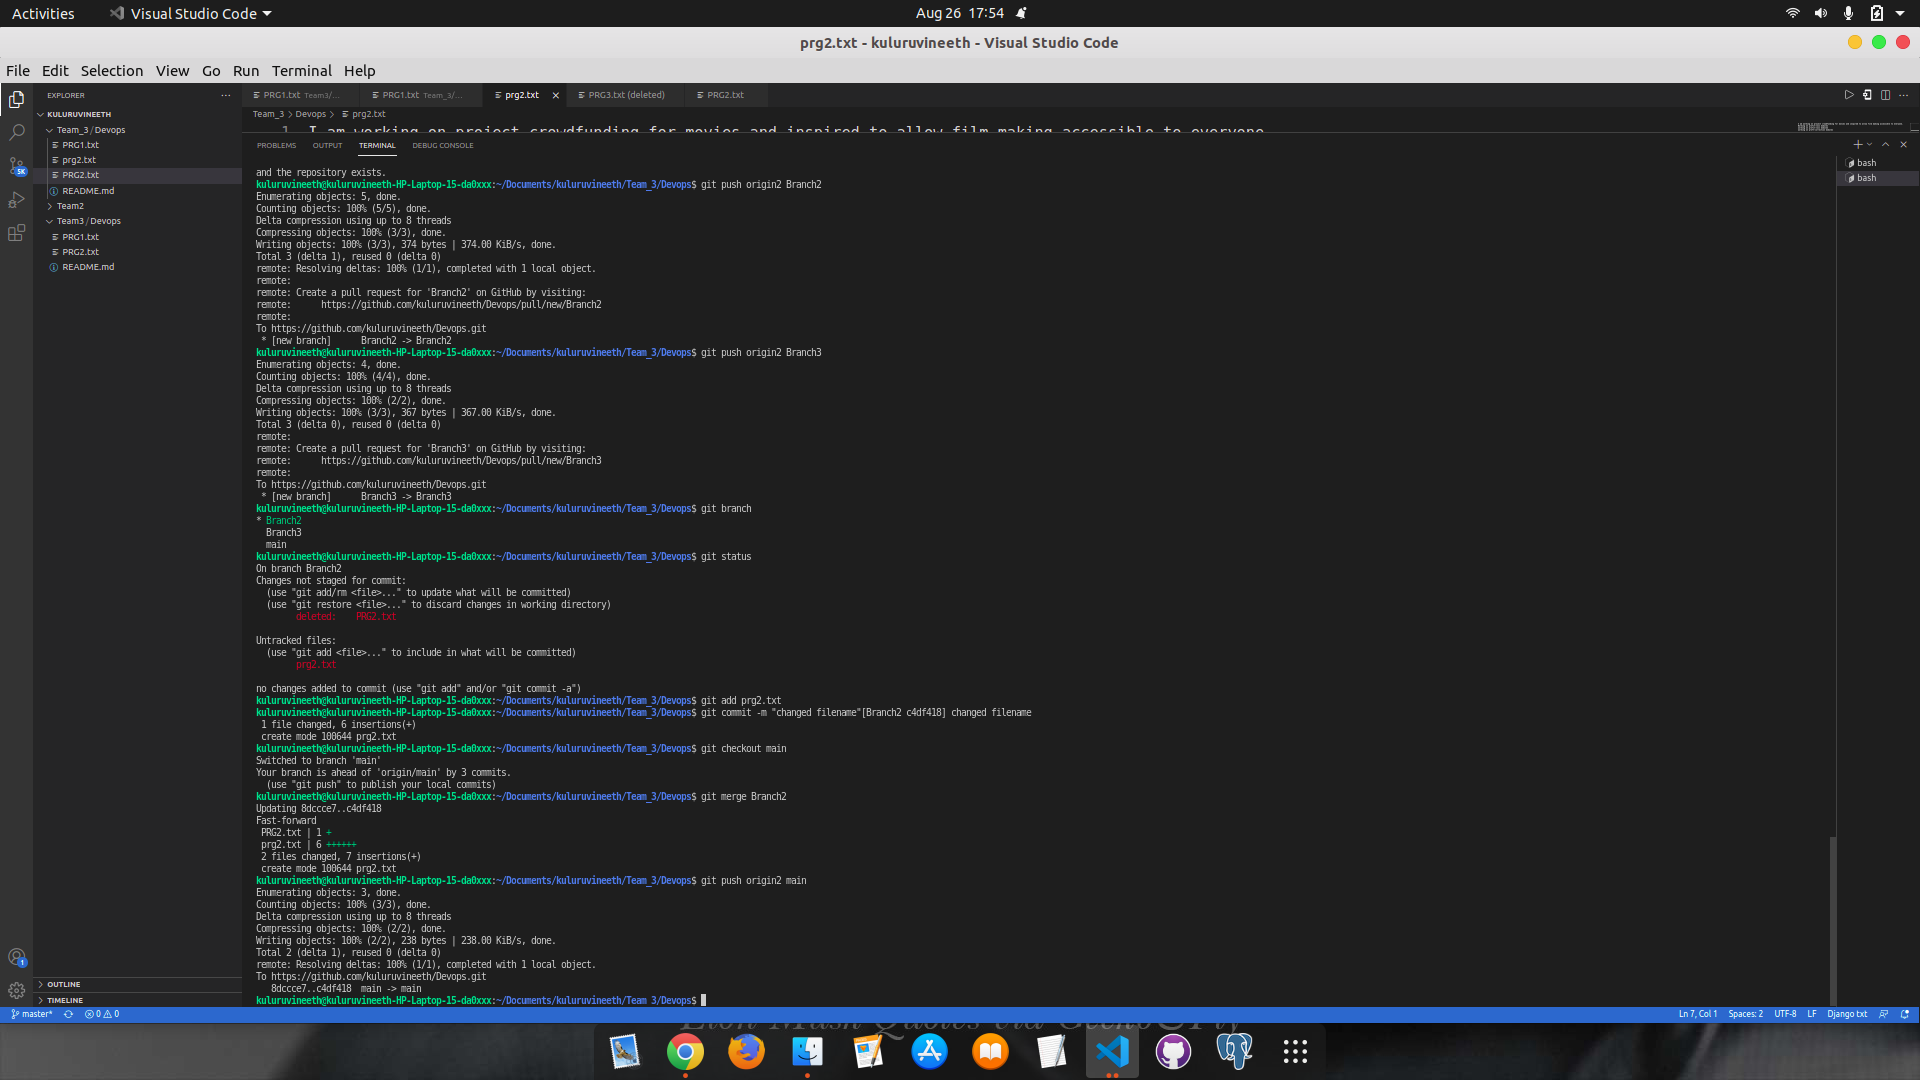 Activities
Visual Studio Code
Aug 26 17:54
prg2.txt - kuluruvineeth - Visual Studio Code
File Edit Selection View Go Run Terminal Help
EXPLORER
KULURUVINEETH
Team_3 / Devops
PRG1.txt
prg2.txt
PRG2.txt
README.md
Team2
Team3 / Devops
PRG1.txt
PRG2.txt
README.md
OUTLINE
TIMELINE
PRG1.txt Team3/...
PRG1.txt Team_3/...
prg2.txt
PRG3.txt (deleted)
PRG2.txt
Team_3 > Devops > prg2.txt
1 I am working on project crowdfunding for movies and inspired to allow film making accessible to everyone
PROBLEMS OUTPUT TERMINAL DEBUG CONSOLE
bash
bash
and the repository exists.
kuluruvineeth@kuluruvineeth-HP-Laptop-15-da0xxx:~/Documents/kuluruvineeth/Team_3/Devops$ git push origin2 Branch2
Enumerating objects: 5, done.
Counting objects: 100% (5/5), done.
Delta compression using up to 8 threads
Compressing objects: 100% (3/3), done.
Writing objects: 100% (3/3), 374 bytes | 374.00 KiB/s, done.
Total 3 (delta 1), reused 0 (delta 0)
remote: Resolving deltas: 100% (1/1), completed with 1 local object.
remote:
remote: Create a pull request for 'Branch2' on GitHub by visiting:
remote:      https://github.com/kuluruvineeth/Devops/pull/new/Branch2
remote:
To https://github.com/kuluruvineeth/Devops.git
 * [new branch]      Branch2 -> Branch2
kuluruvineeth@kuluruvineeth-HP-Laptop-15-da0xxx:~/Documents/kuluruvineeth/Team_3/Devops$ git push origin2 Branch3
Enumerating objects: 4, done.
Counting objects: 100% (4/4), done.
Delta compression using up to 8 threads
Compressing objects: 100% (2/2), done.
Writing objects: 100% (3/3), 367 bytes | 367.00 KiB/s, done.
Total 3 (delta 0), reused 0 (delta 0)
remote:
remote: Create a pull request for 'Branch3' on GitHub by visiting:
remote:      https://github.com/kuluruvineeth/Devops/pull/new/Branch3
remote:
To https://github.com/kuluruvineeth/Devops.git
 * [new branch]      Branch3 -> Branch3
kuluruvineeth@kuluruvineeth-HP-Laptop-15-da0xxx:~/Documents/kuluruvineeth/Team_3/Devops$ git branch
* Branch2
  Branch3
  main
kuluruvineeth@kuluruvineeth-HP-Laptop-15-da0xxx:~/Documents/kuluruvineeth/Team_3/Devops$ git status
On branch Branch2
Changes not staged for commit:
  (use "git add/rm <file>..." to update what will be committed)
  (use "git restore <file>..." to discard changes in working directory)
        deleted:    PRG2.txt
Untracked files:
  (use "git add <file>..." to include in what will be committed)
        prg2.txt
no changes added to commit (use "git add" and/or "git commit -a")
kuluruvineeth@kuluruvineeth-HP-Laptop-15-da0xxx:~/Documents/kuluruvineeth/Team_3/Devops$ git add prg2.txt
kuluruvineeth@kuluruvineeth-HP-Laptop-15-da0xxx:~/Documents/kuluruvineeth/Team_3/Devops$ git commit -m "changed filename"[Branch2 c4df418] changed filename
 1 file changed, 6 insertions(+)
 create mode 100644 prg2.txt
kuluruvineeth@kuluruvineeth-HP-Laptop-15-da0xxx:~/Documents/kuluruvineeth/Team_3/Devops$ git checkout main
Switched to branch 'main'
Your branch is ahead of 'origin/main' by 3 commits.
  (use "git push" to publish your local commits)
kuluruvineeth@kuluruvineeth-HP-Laptop-15-da0xxx:~/Documents/kuluruvineeth/Team_3/Devops$ git merge Branch2
Updating 8dccce7..c4df418
Fast-forward
 PRG2.txt | 1 +
 prg2.txt | 6 ++++++
 2 files changed, 7 insertions(+)
 create mode 100644 prg2.txt
kuluruvineeth@kuluruvineeth-HP-Laptop-15-da0xxx:~/Documents/kuluruvineeth/Team_3/Devops$ git push origin2 main
Enumerating objects: 3, done.
Counting objects: 100% (3/3), done.
Delta compression using up to 8 threads
Compressing objects: 100% (2/2), done.
Writing objects: 100% (2/2), 238 bytes | 238.00 KiB/s, done.
Total 2 (delta 1), reused 0 (delta 0)
remote: Resolving deltas: 100% (1/1), completed with 1 local object.
To https://github.com/kuluruvineeth/Devops.git
   8dccce7..c4df418  main -> main
kuluruvineeth@kuluruvineeth-HP-Laptop-15-da0xxx:~/Documents/kuluruvineeth/Team_3/Devops$
master* 0 0
Ln 7, Col 1 Spaces: 2 UTF-8 LF Django txt
5K
1